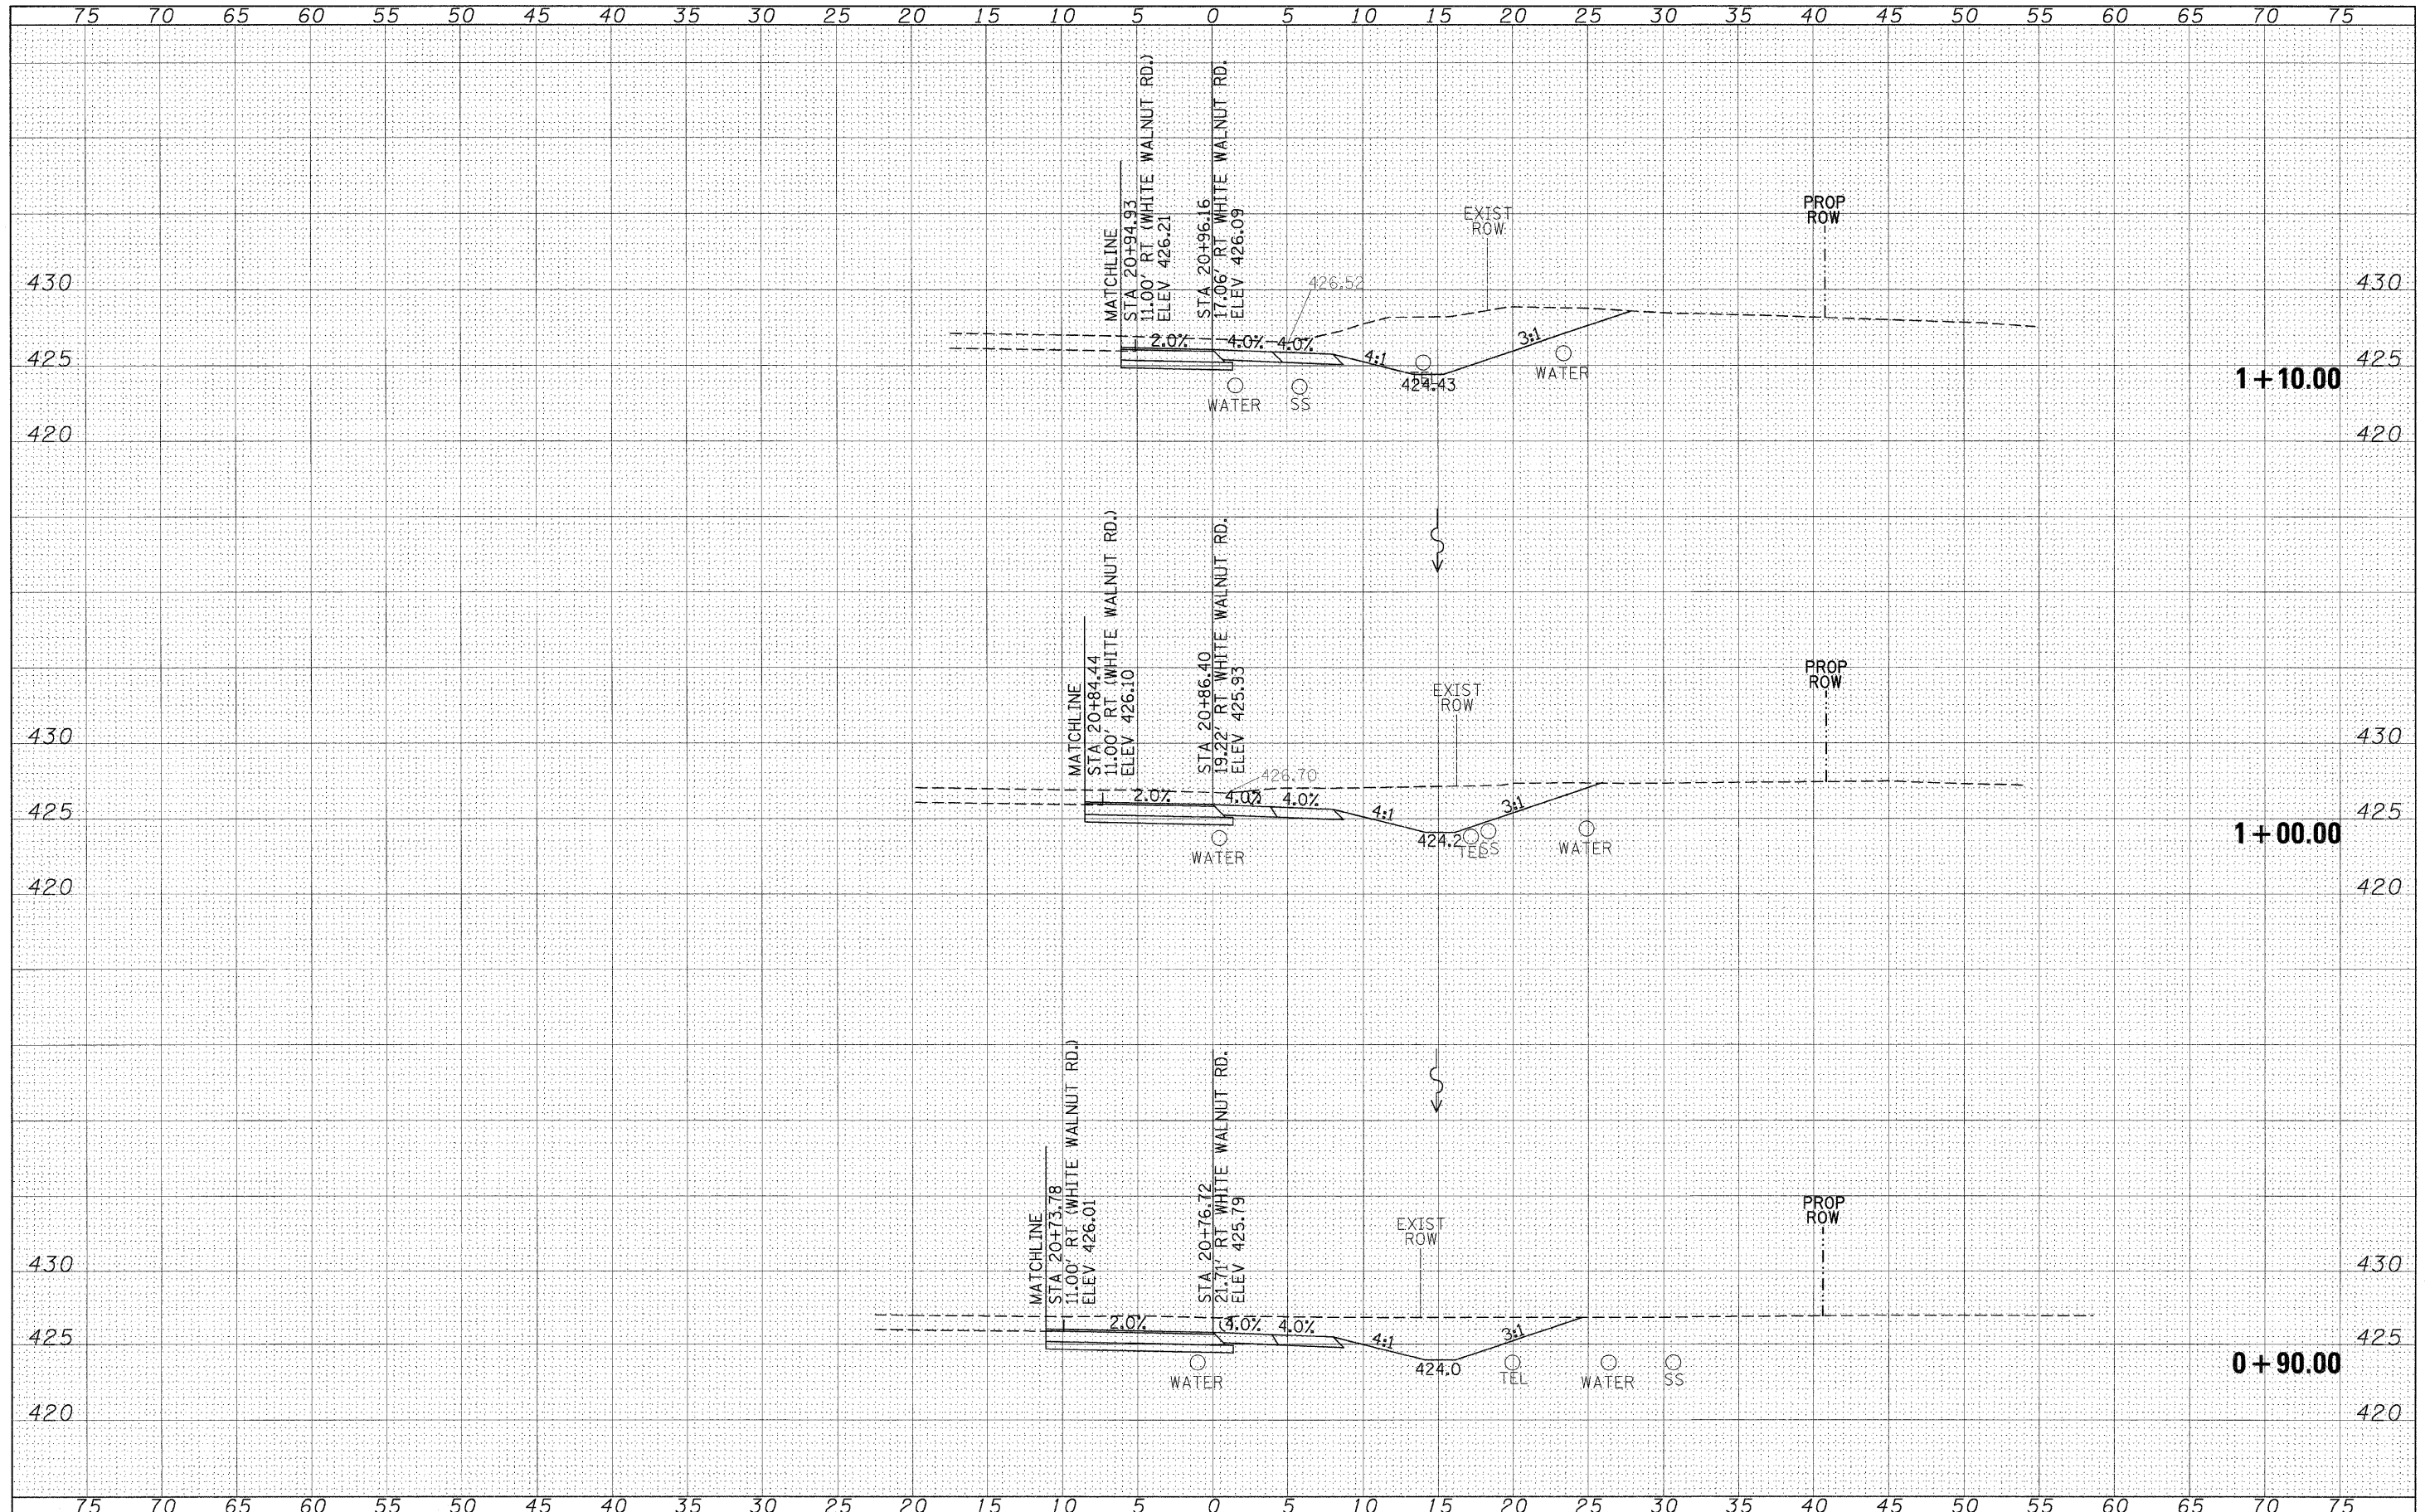 75 70 65 60 55 50 45 40 35 30 25 20 15 10 5 0 5 10 15 20 25 30 35 40 45 50 55 60 65 70 75
MATCHLINE
STA 20+94.93
11.00' RT (WHITE WALNUT RD.)
ELEV 426.21
STA 20+96.16
17.06' RT WHITE WALNUT RD.
ELEV 426.09
426.52
EXIST
ROW
PROP
ROW
430
430
2.0%
4.0%
4.0%
4:1
3:1
425
425
TEL
424.43
WATER
WATER
SS
1+10.00
420
420
MATCHLINE
STA 20+84.44
11.00' RT (WHITE WALNUT RD.)
ELEV 426.10
STA 20+86.40
19.22' RT WHITE WALNUT RD.
ELEV 425.93
426.70
EXIST
ROW
PROP
ROW
430
430
2.0%
4.0%
4.0%
4:1
3:1
425
425
424.2
TEL
SS
WATER
WATER
1+00.00
420
420
MATCHLINE
STA 20+73.78
11.00' RT (WHITE WALNUT RD.)
ELEV 426.01
STA 20+76.72
21.71' RT WHITE WALNUT RD.
ELEV 425.79
EXIST
ROW
PROP
ROW
430
430
2.0%
4.0%
4.0%
4:1
3:1
425
425
424.0
WATER
TEL
WATER
SS
0+90.00
420
420
75 70 65 60 55 50 45 40 35 30 25 20 15 10 5 0 5 10 15 20 25 30 35 40 45 50 55 60 65 70 75